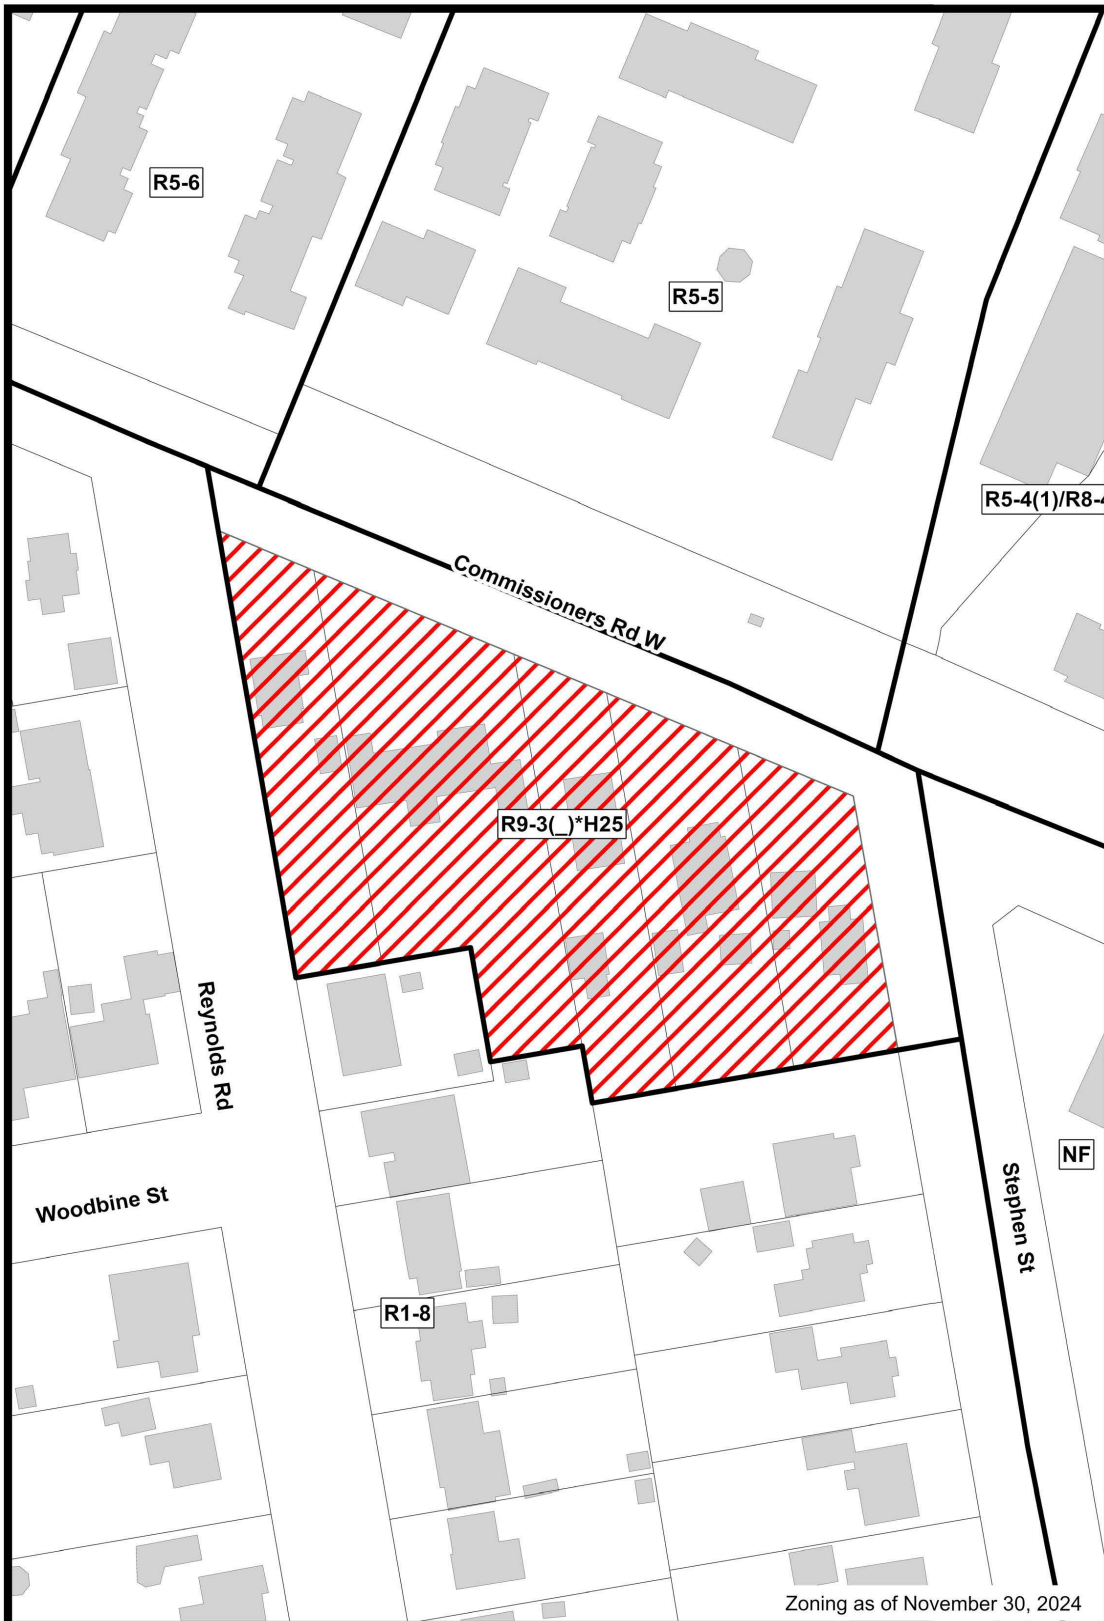 R5-6
R5-5
R5-4(1)/R8-4
Commissioners Rd W
R9-3(_)*H25
Reynolds Rd
NF
Woodbine St
Stephen St
R1-8
Zoning as of November 30, 2024